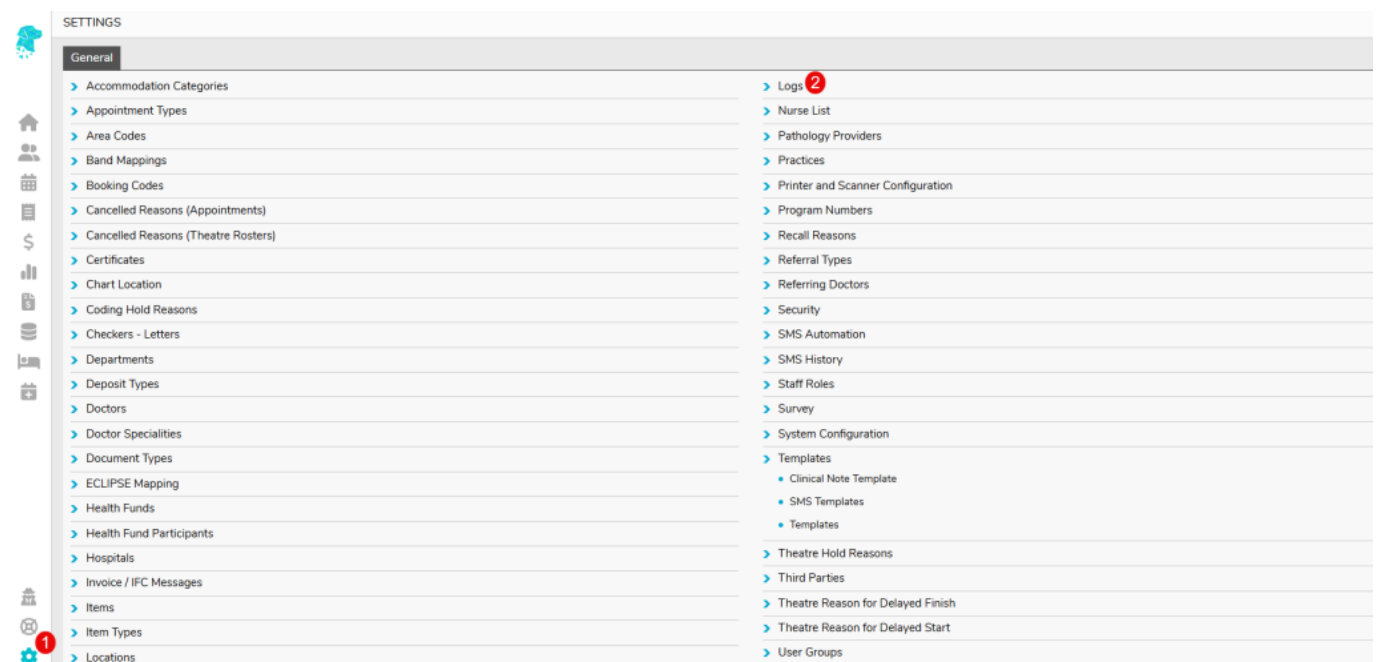 SETTINGS
General
Accommodation Categories
Appointment Types
Area Codes
Band Mappings
Booking Codes
Cancelled Reasons (Appointments)
Cancelled Reasons (Theatre Rosters)
Certificates
Chart Location
Coding Hold Reasons
Checkers - Letters
Departments
Deposit Types
Doctors
Doctor Specialities
Document Types
ECLIPSE Mapping
Health Funds
Health Fund Participants
Hospitals
Invoice / IFC Messages
Items
Item Types
Locations
1
Logs 2
Nurse List
Pathology Providers
Practices
Printer and Scanner Configuration
Program Numbers
Recall Reasons
Referral Types
Referring Doctors
Security
SMS Automation
SMS History
Staff Roles
Survey
System Configuration
Templates
Clinical Note Template
SMS Templates
Templates
Theatre Hold Reasons
Third Parties
Theatre Reason for Delayed Finish
Theatre Reason for Delayed Start
User Groups